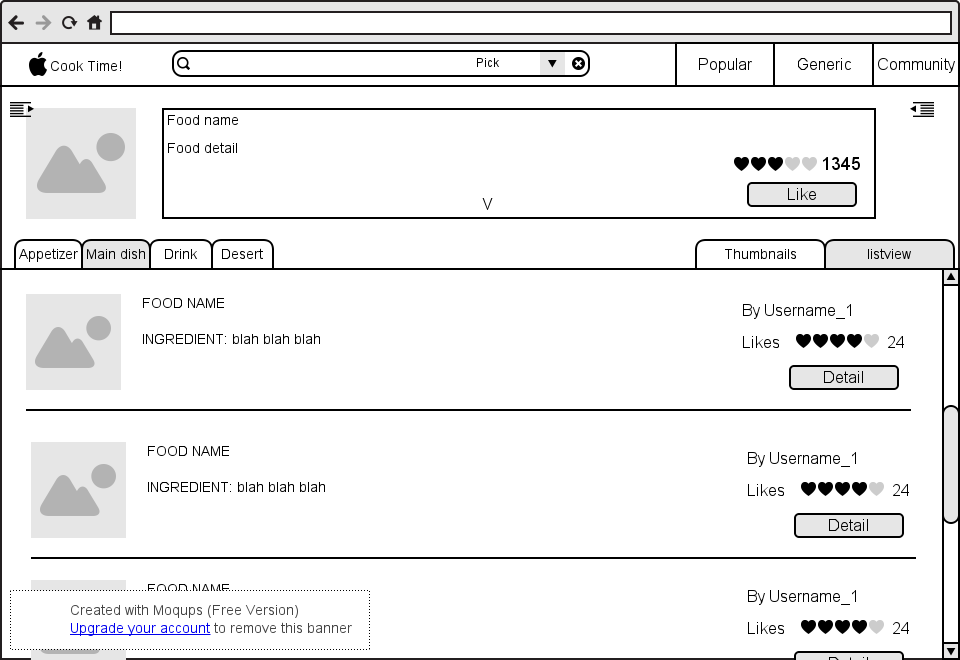 Cook Time!
Pick
Popular
Generic
Community
Food name
Food detail
1345
Like
V
Appetizer
Main dish
Drink
Desert
Thumbnails
listview
FOOD NAME
By Username_1
INGREDIENT: blah blah blah
Likes 24
Detail
FOOD NAME
By Username_1
INGREDIENT: blah blah blah
Likes 24
Detail
FOOD NAME
By Username_1
Likes 24
Detail
Created with Moqups (Free Version)
Upgrade your account to remove this banner